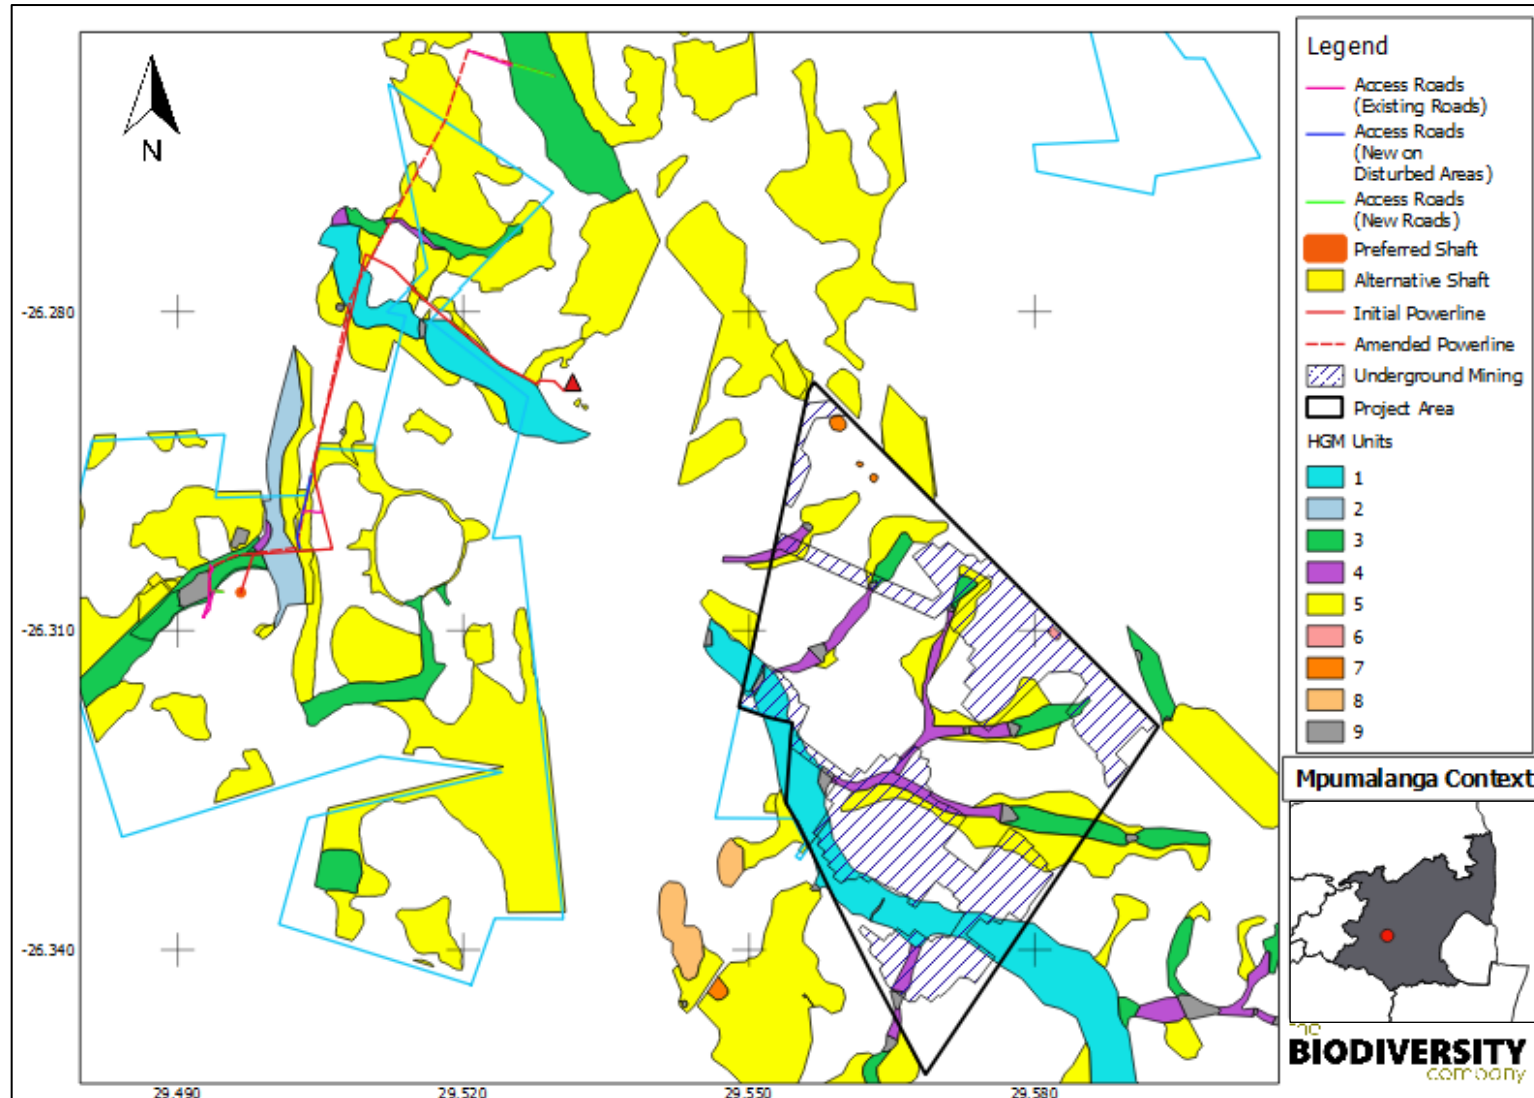 N
-26.280
-26.310
-26.340
29.490
29.520
29.550
29.580
Legend
Access Roads
(Existing Roads)
Access Roads
(New on
Disturbed Areas)
Access Roads
(New Roads)
Preferred Shaft
Alternative Shaft
Initial Powerline
Amended Powerline
Underground Mining
Project Area
HGM Units
1
2
3
4
5
6
7
8
9
Mpumalanga Context
the
BIODIVERSITY
company